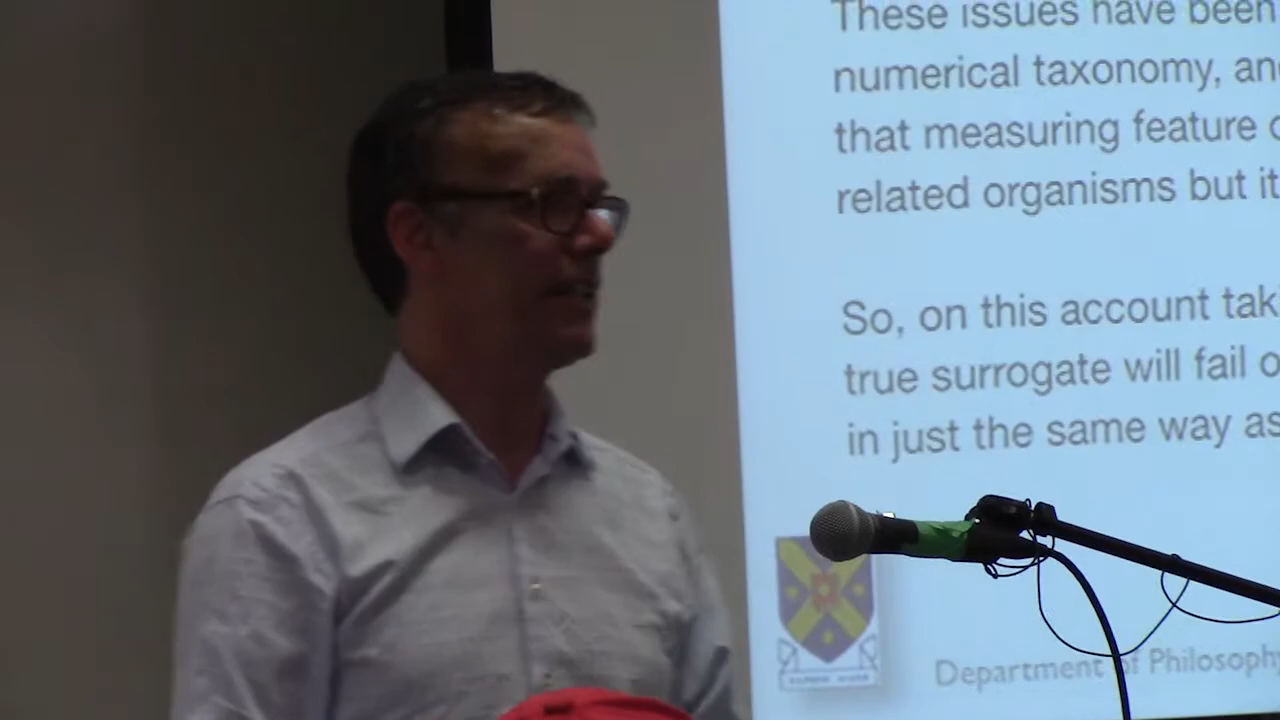 These issues have been
numerical taxonomy, and
that measuring feature
related organisms but it
So, on this account tak
true surrogate will fail
in just the same way as
Department of Philosophy